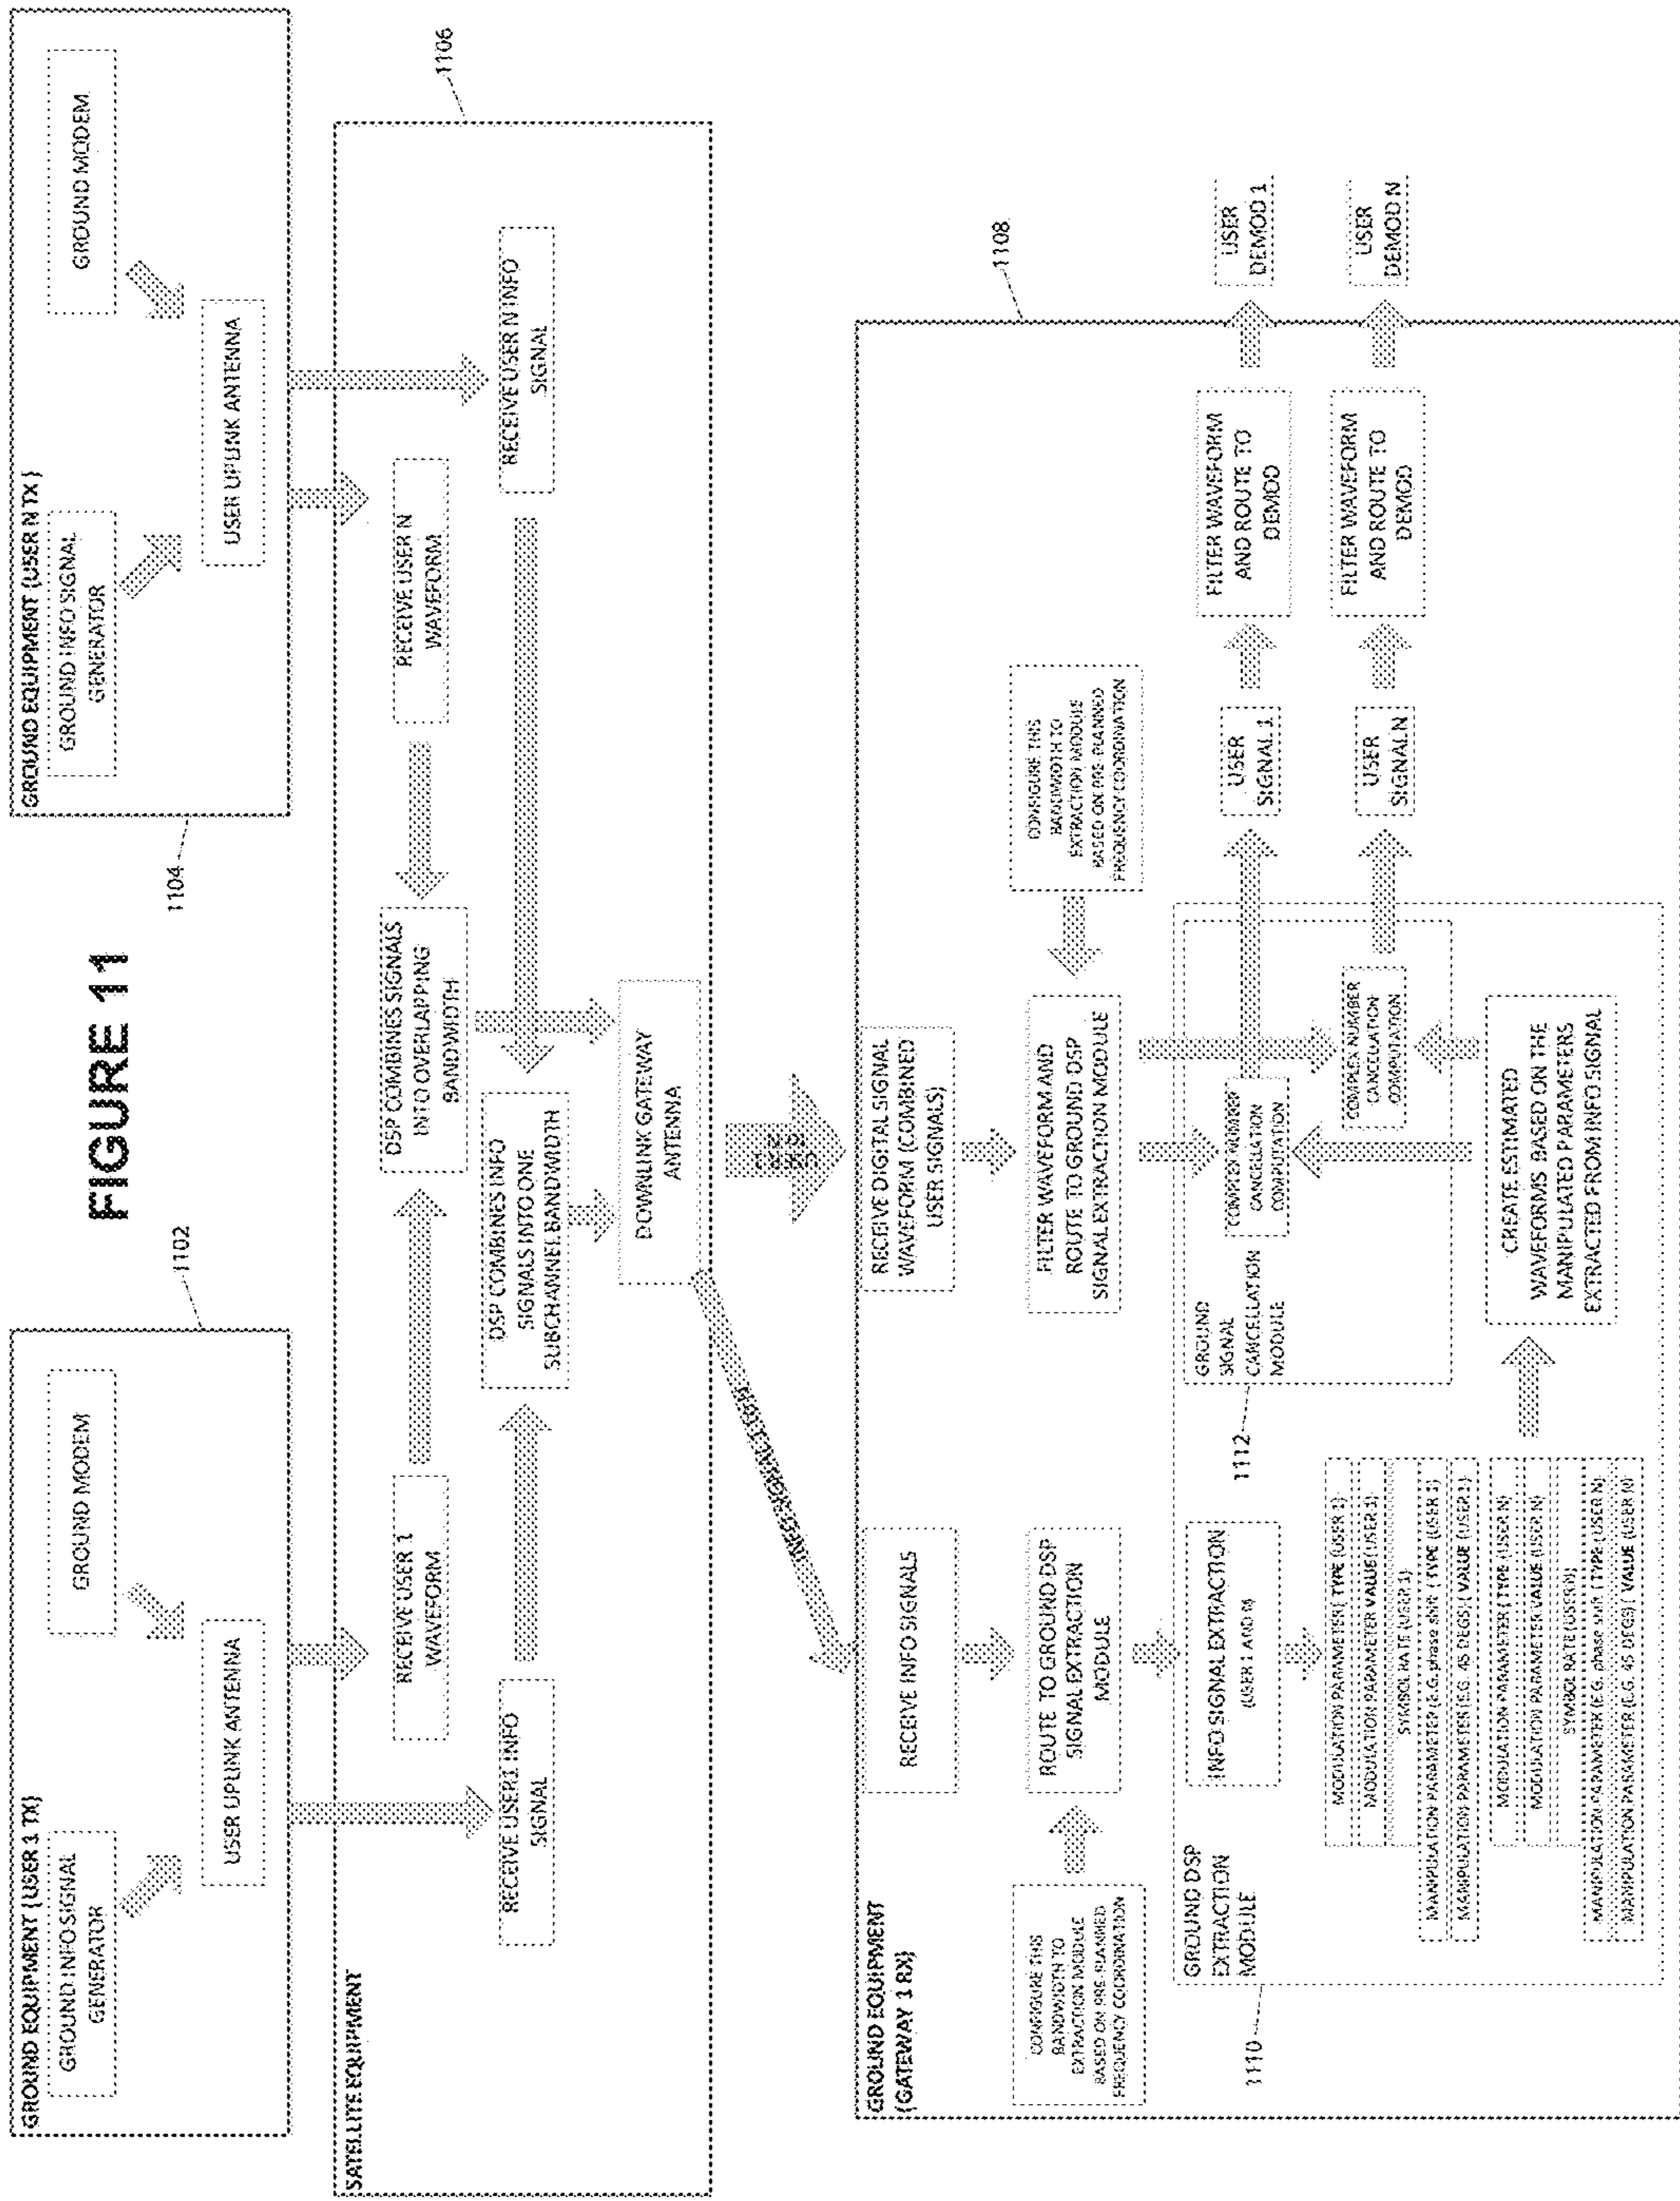 FIGURE 11
GROUND EQUIPMENT (USER 1 TX)
GROUND INFO SIGNAL
GENERATOR
GROUND MODEM
USER UPLINK ANTENNA
1102
GROUND EQUIPMENT (USER N TX)
GROUND INFO SIGNAL
GENERATOR
GROUND MODEM
USER UPLINK ANTENNA
1104
SATELLITE EQUIPMENT
1106
RECEIVE USER 1
WAVEFORM
DSP COMBINES SIGNALS
INTO OVERLAPPING
BANDWIDTH
RECEIVE USER N
WAVEFORM
RECEIVE USER1 INFO
SIGNAL
DSP COMBINES INFO
SIGNALS INTO ONE
SUBCHANNEL BANDWIDTH
RECEIVE USER N INFO
SIGNAL
DOWNLINK GATEWAY
ANTENNA
GROUND EQUIPMENT
(GATEWAY 1 RX)
1108
RECEIVE INFO SIGNALS
RECEIVE DIGITAL SIGNAL
WAVEFORM (COMBINED
USER SIGNALS)
CONFIGURE THIS
BANDWIDTH TO
EXTRACTION MODULE
BASED ON PRE-PLANNED
FREQUENCY COORDINATION
ROUTE TO GROUND DSP
SIGNAL EXTRACTION
MODULE
FILTER WAVEFORM AND
ROUTE TO GROUND DSP
SIGNAL EXTRACTION MODULE
CONFIGURE THIS
BANDWIDTH TO
EXTRACTION MODULE
BASED ON PRE-PLANNED
FREQUENCY COORDINATION
GROUND DSP
EXTRACTION
MODULE
1110
INFO SIGNAL EXTRACTION
(USER 1 AND N)
1112
GROUND
SIGNAL
CANCELLATION
MODULE
COMPLEX NUMBER
CANCELLATION
COMPUTATION
COMPLEX NUMBER
CANCELLATION
COMPUTATION
USER
SIGNAL 1
FILTER WAVEFORM
AND ROUTE TO
DEMOD
USER
DEMOD 1
USER
SIGNAL N
FILTER WAVEFORM
AND ROUTE TO
DEMOD
USER
DEMOD N
MODULATION PARAMETER ( TYPE (USER 1)
MODULATION PARAMETER VALUE (USER 1)
SYMBOL RATE (USER 1)
MANIPULATION PARAMETER (E.G. phase shift) ( TYPE (USER 1)
MANIPULATION PARAMETER (E.G. 45 DEGS) ( VALUE (USER 1)
MODULATION PARAMETER ( TYPE (USER N)
MODULATION PARAMETER VALUE (USER N)
SYMBOL RATE (USER N)
MANIPULATION PARAMETER (E.G. phase shift) ( TYPE (USER N)
MANIPULATION PARAMETER (E.G. 45 DEGS) ( VALUE (USER N)
CREATE ESTIMATED
WAVEFORMS BASED ON THE
MANIPULATED PARAMETERS
EXTRACTED FROM INFO SIGNAL